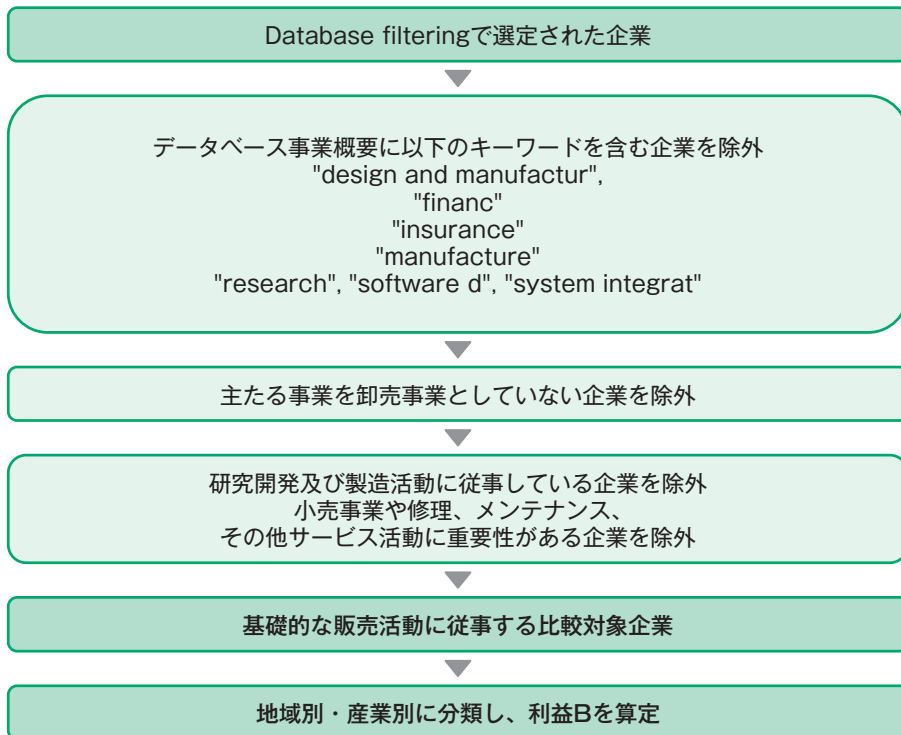 Database filteringで選定された企業
データベース事業概要に以下のキーワードを含む企業を除外
"design and manufactur",
"financ"
"insurance"
"manufacture"
"research", "software d", "system integrat"
主たる事業を卸売事業としていない企業を除外
研究開発及び製造活動に従事している企業を除外
小売事業や修理、メンテナンス、
その他サービス活動に重要性がある企業を除外
基礎的な販売活動に従事する比較対象企業
地域別・産業別に分類し、利益Bを算定